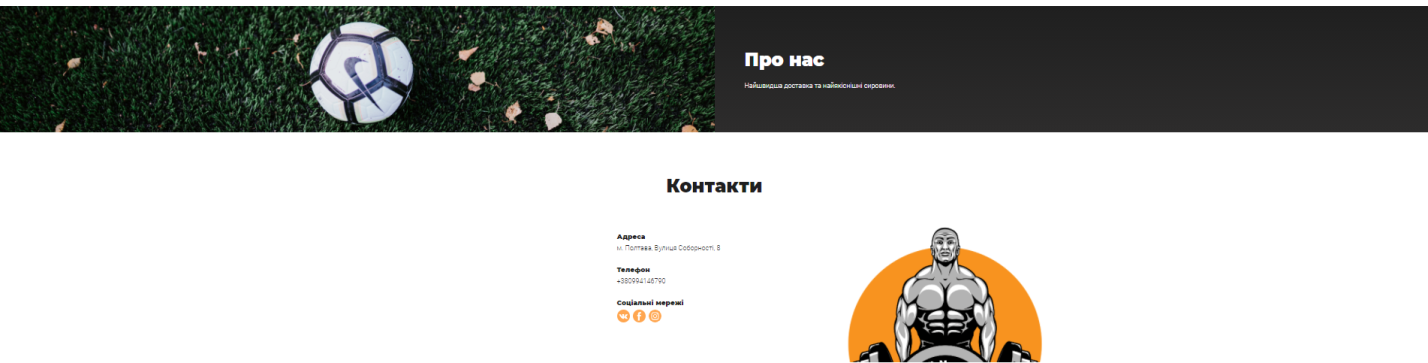 Про нас
Найшвидша доставка та найякісніші сировини.
Контакти
Адреса
м. Полтава, Вулиця Соборності, 8
Телефон
+380994146790
Соціальні мережі